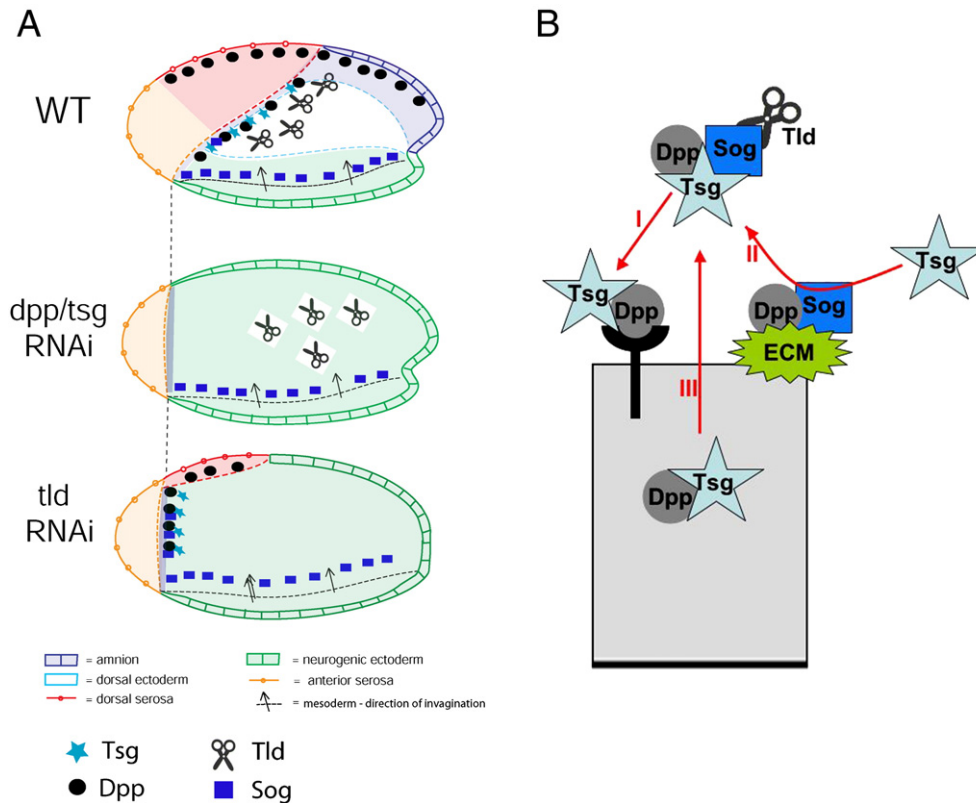 A
WT
dpp/tsg
RNAi
tld
RNAi
= amnion
= dorsal ectoderm
= dorsal serosa
= neurogenic ectoderm
= anterior serosa
= mesoderm - direction of invagination
Tsg
Dpp
Tld
Sog
B
Dpp
Sog
Tld
Tsg
I
II
Tsg
Tsg
Dpp
Dpp
Sog
ECM
III
Dpp
Tsg